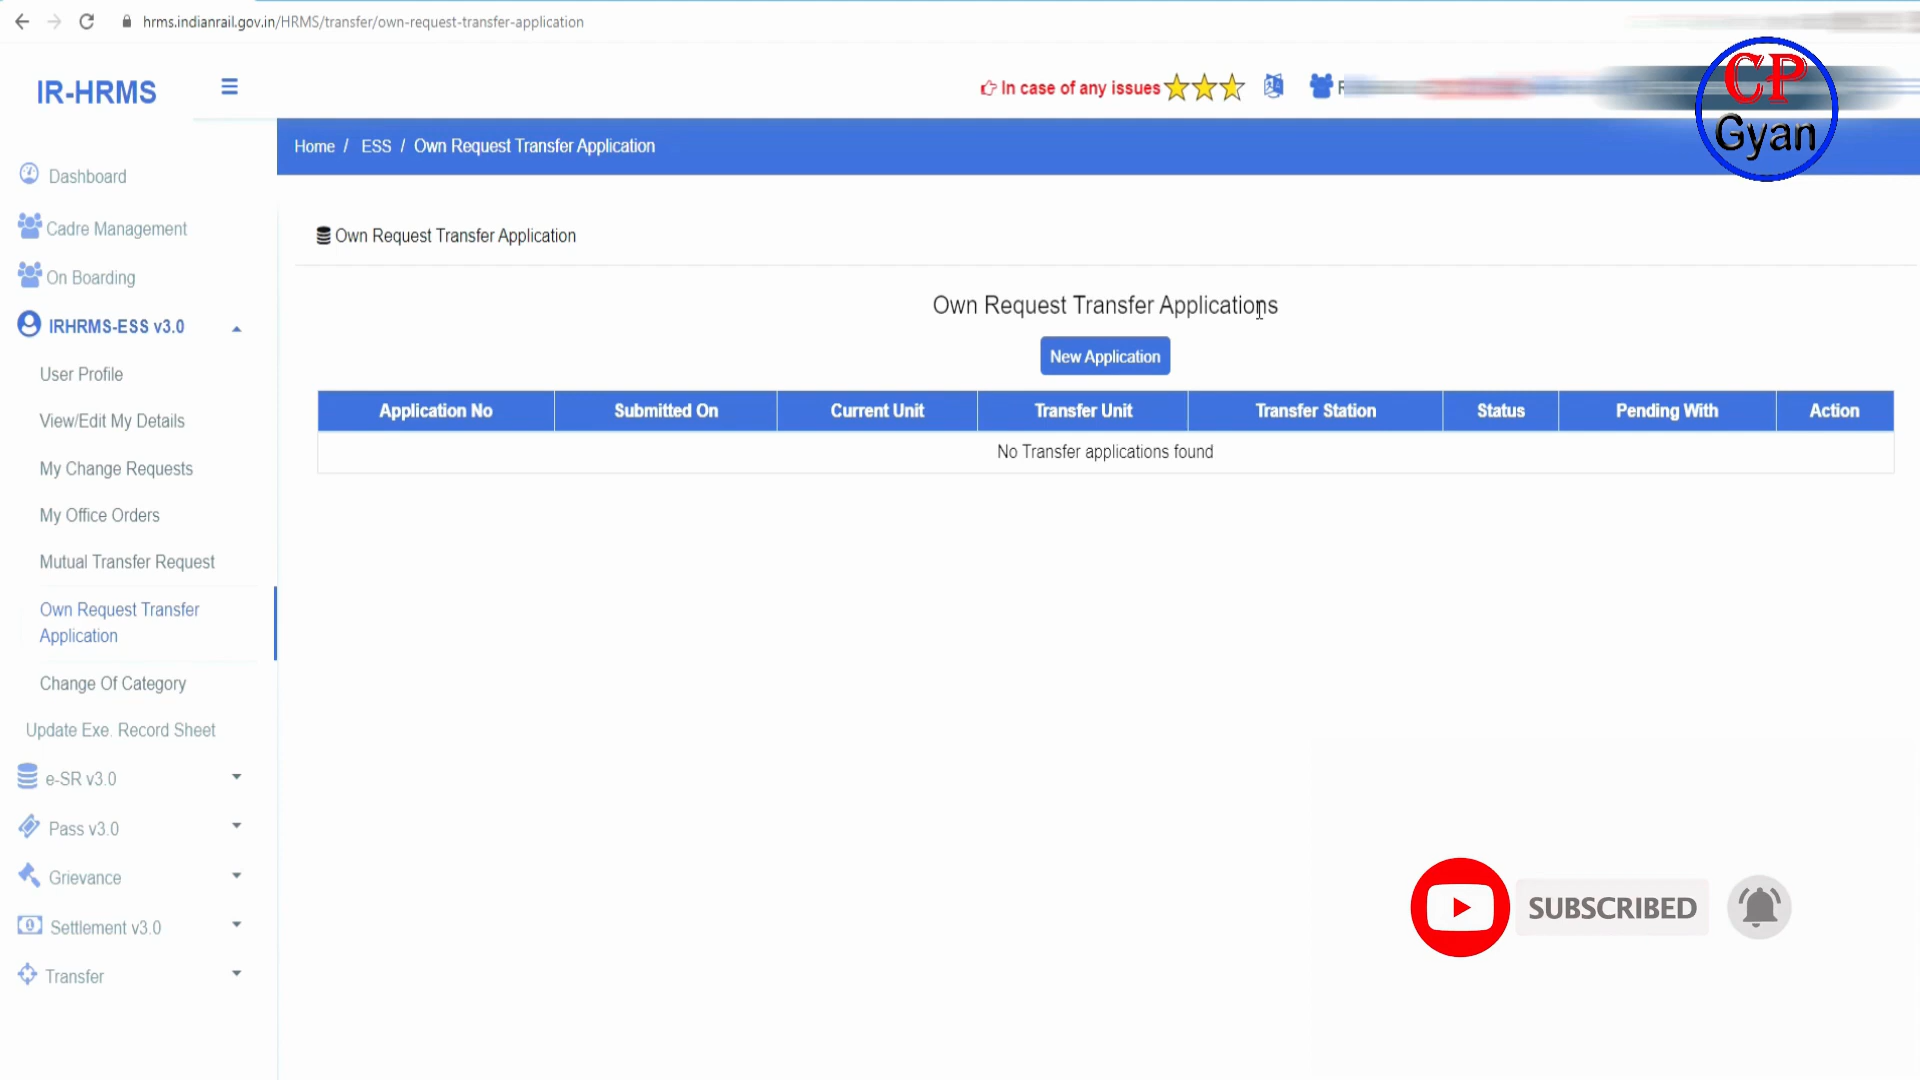 hrms.indianrail.gov.in/HRMS/transfer/own-request-transfer-application
IR-HRMS
In case of any issues
CP
Gyan
Home / ESS / Own Request Transfer Application
Dashboard
Cadre Management
On Boarding
IRHRMS-ESS v3.0
User Profile
View/Edit My Details
My Change Requests
My Office Orders
Mutual Transfer Request
Own Request Transfer
Application
Change Of Category
Update Exe. Record Sheet
e-SR v3.0
Pass v3.0
Grievance
Settlement v3.0
Transfer
Own Request Transfer Application
Own Request Transfer Applications
New Application
Application No Submitted On Current Unit Transfer Unit Transfer Station Status Pending With Action
No Transfer applications found
SUBSCRIBED